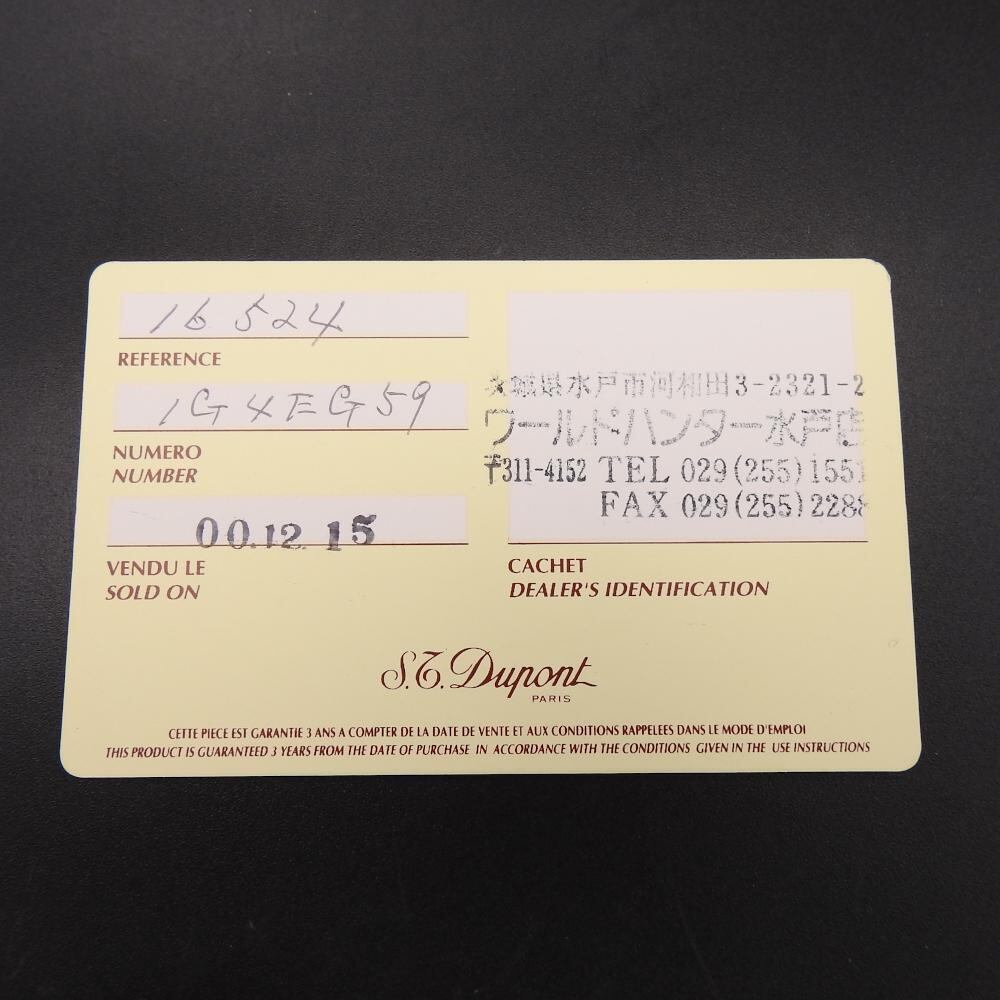 16 524
REFERENCE
1G4EG59
NUMERO
NUMBER
00.12.15
VENDU LE
SOLD ON
茨城県水戸市河和田3-2321-2
ワールドハンター水戸店
〒311-4152 TEL 029(255)1551
FAX 029(255)2288
CACHET
DEALER'S IDENTIFICATION
S.T. Dupont
PARIS
CETTE PIECE EST GARANTIE 3 ANS A COMPTER DE LA DATE DE VENTE ET AUX CONDITIONS RAPPELEES DANS LE MODE D'EMPLOI
THIS PRODUCT IS GUARANTEED 3 YEARS FROM THE DATE OF PURCHASE IN ACCORDANCE WITH THE CONDITIONS GIVEN IN THE USE INSTRUCTIONS